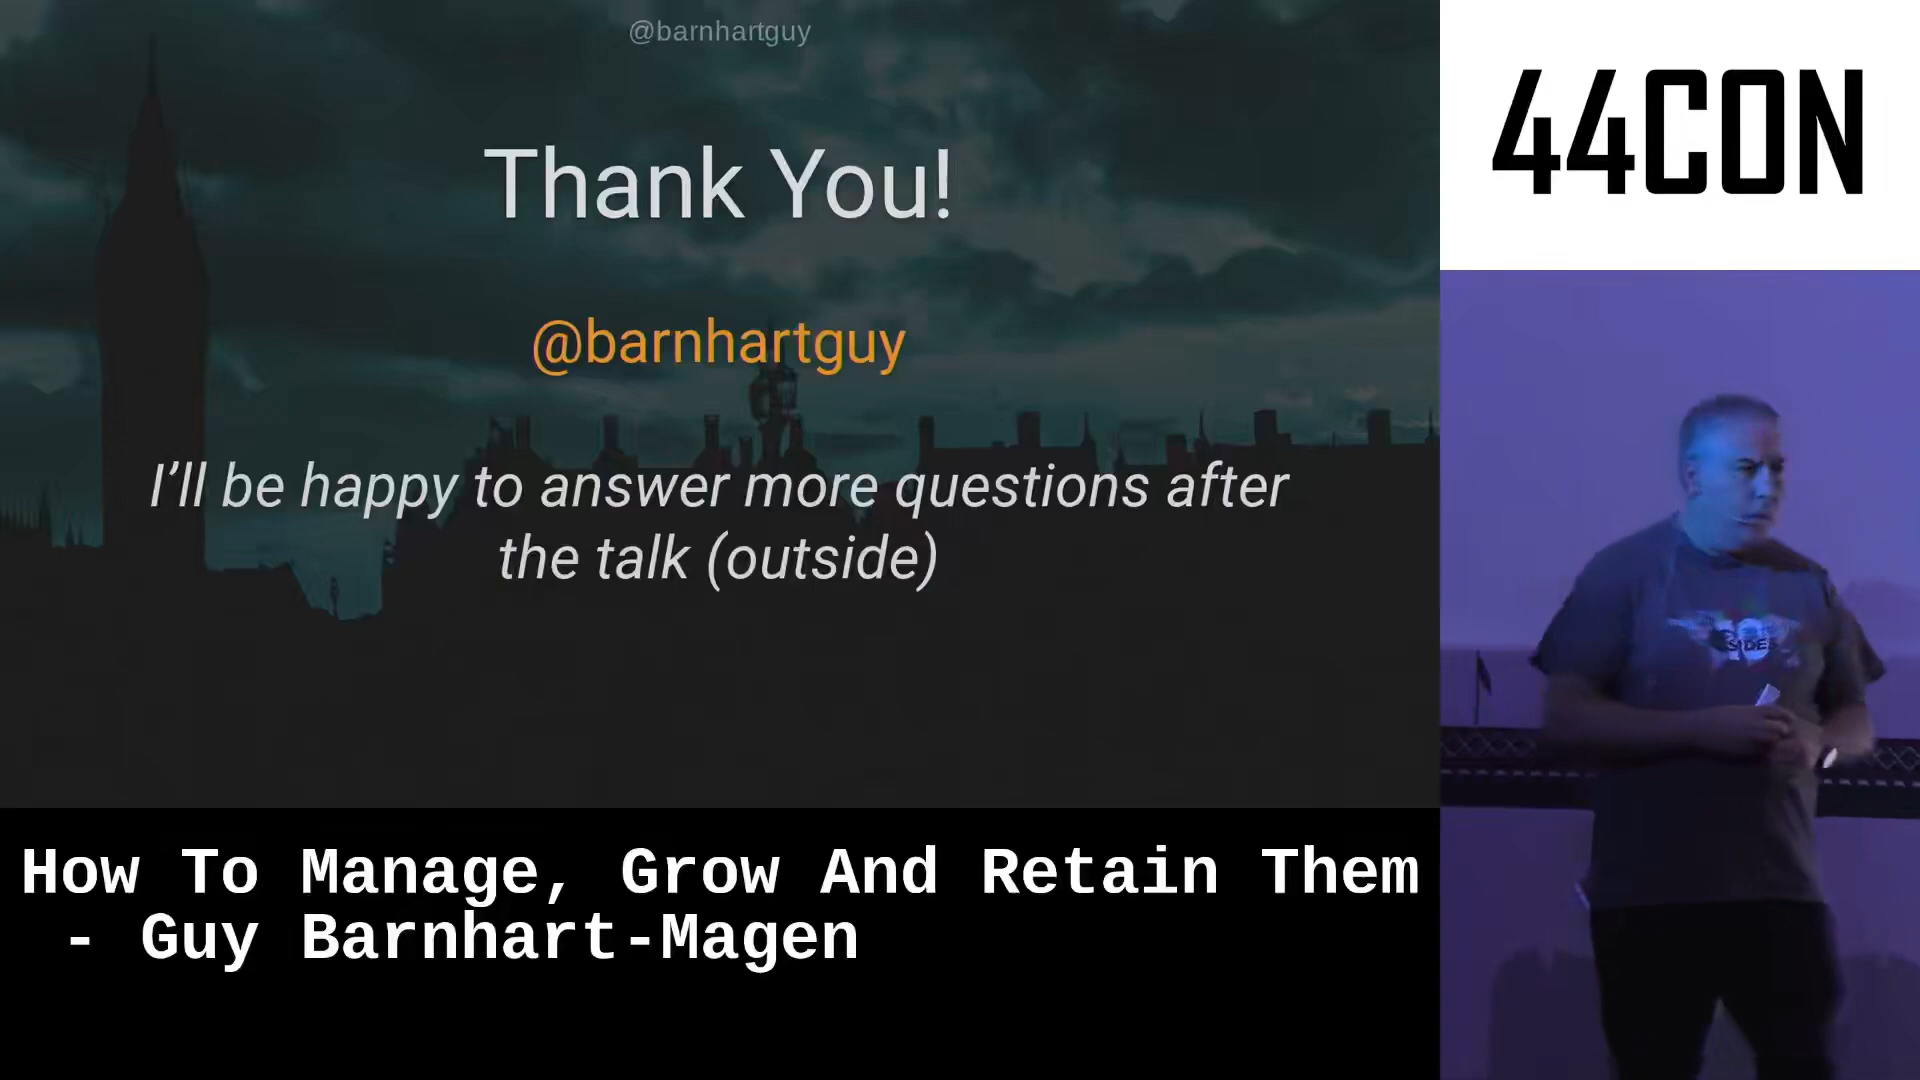 @barnhartguy
Thank You!
@barnhartguy
I’ll be happy to answer more questions after
the talk (outside)
44CON
SIDES
How To Manage, Grow And Retain Them
- Guy Barnhart-Magen